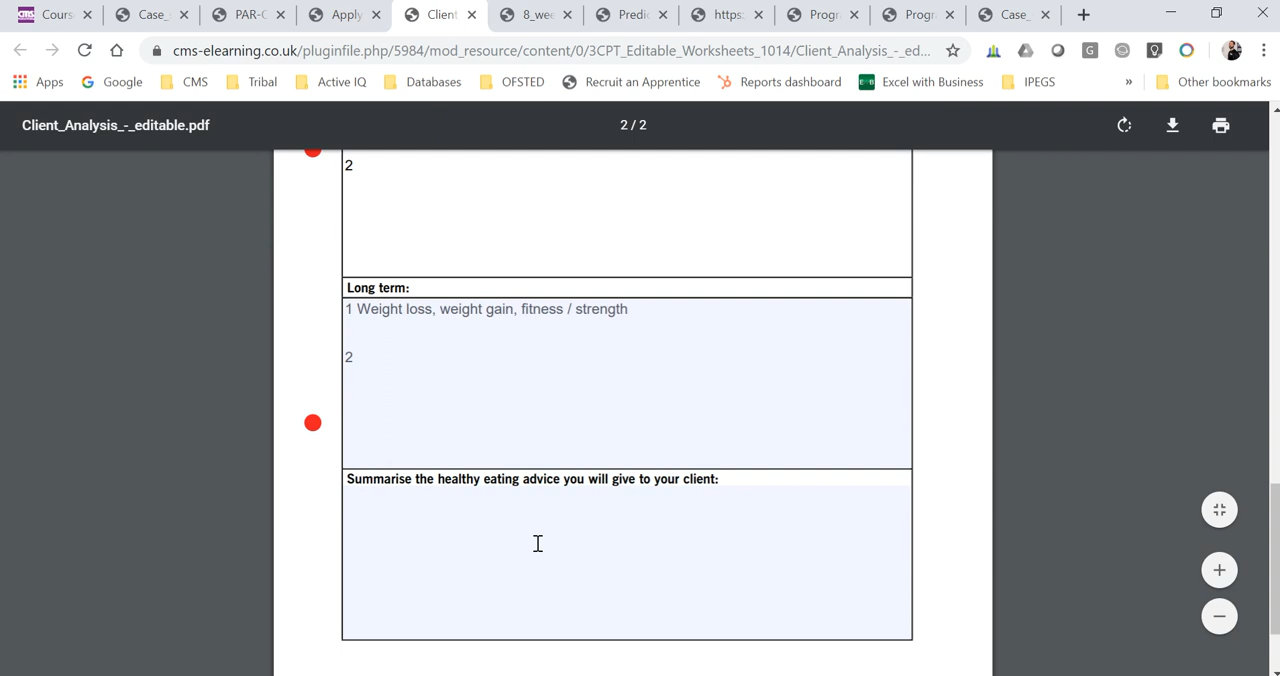 Cours
Case_
PAR-C
Apply
Client
8_wee
Predic
https:
Progra
Progr
Case_
cms-elearning.co.uk/pluginfile.php/5984/mod_resource/content/0/3CPT_Editable_Worksheets_1014/Client_Analysis_-_ed...
Apps
Google
CMS
Tribal
Active IQ
Databases
OFSTED
Recruit an Apprentice
Reports dashboard
Excel with Business
IPEGS
»
Other bookmarks
Client_Analysis_-_editable.pdf
2 / 2
2
Long term:
1 Weight loss, weight gain, fitness / strength
2
Summarise the healthy eating advice you will give to your client: